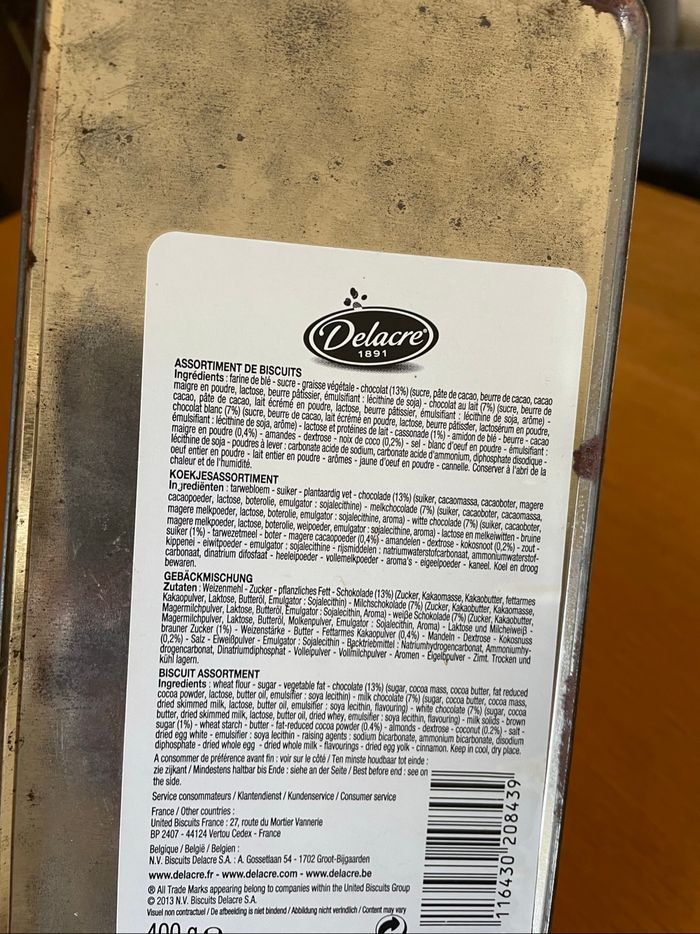 Delacre®
1891
ASSORTIMENT DE BISCUITS
Ingrédients : farine de blé - sucre - graisse végétale - chocolat (13%) (sucre, pâte de cacao, beurre de cacao, cacao
maigre en poudre, lactose, beurre pâtissier, émulsifiant : lécithine de soja) - chocolat au lait (7%) (sucre, beurre de
cacao, pâte de cacao, lait écrémé en poudre, lactose, beurre pâtissier, émulsifiant : lécithine de soja, arôme) -
chocolat blanc (7%) (sucre, beurre de cacao, lait écrémé en poudre, lactose, beurre pâtissier, lactosérum en poudre,
émulsifiant : lécithine de soja, arôme) - lactose et protéines de lait - cassonade (1%) - amidon de blé - beurre - cacao
maigre en poudre (0,4%) - amandes - dextrose - noix de coco (0,2%) - sel - blanc d'oeuf en poudre - émulsifiant :
lécithine de soja - poudres à lever : carbonate acide de sodium, carbonate acide d'ammonium, diphosphate disodique -
oeuf entier en poudre - lait entier en poudre - arômes - jaune d'oeuf en poudre - cannelle. Conserver à l'abri de la
chaleur et de l'humidité.
KOEKJESASSORTIMENT
Ingrediënten : tarwebloem - suiker - plantaardig vet - chocolade (13%) (suiker, cacaomassa, cacaoboter, magere
cacaopoeder, lactose, boterolie, emulgator : sojalecithine) - melkchocolade (7%) (suiker, cacaoboter, cacaomassa,
magere melkpoeder, lactose, boterolie, emulgator : sojalecithine, aroma) - witte chocolade (7%) (suiker, cacaoboter,
magere melkpoeder, lactose, boterolie, weipoeder, emulgator : sojalecithine, aroma) - lactose en melkeiwitten - bruine
suiker (1%) - tarwezetmeel - boter - magere cacaopoeder (0,4%) - amandelen - dextrose - kokosnoot (0,2%) - zout -
kippenei - eiwitpoeder - emulgator : sojalecithine - rijsmiddelen : natriumwaterstofcarbonaat, ammoniumwaterstof-
carbonaat, dinatrium difosfaat - heeleipoeder - vollemelkpoeder - aroma's - eigeelpoeder - kaneel. Koel en droog
bewaren.
GEBÄCKMISCHUNG
Zutaten : Weizenmehl - Zucker - pflanzliches Fett - Schokolade (13%) (Zucker, Kakaomasse, Kakaobutter, fettarmes
Kakaopulver, Laktose, Butteröl, Emulgator : Sojalecithin) - Milchschokolade (7%) (Zucker, Kakaobutter, Kakaomasse,
Magermilchpulver, Laktose, Butteröl, Emulgator : Sojalecithin, Aroma) - weiße Schokolade (7%) (Zucker, Kakaobutter,
Magermilchpulver, Laktose, Butteröl, Molkenpulver, Emulgator : Sojalecithin, Aroma) - Laktose und Milcheiweiß -
brauner Zucker (1%) - Weizenstärke - Butter - Fettarmes Kakaopulver (0,4%) - Mandeln - Dextrose - Kokosnuss
(0,2%) - Salz - Eiweißpulver - Emulgator : Sojalecithin - Backtriebmittel : Natriumhydrogencarbonat, Ammoniumhy-
drogencarbonat, Dinatriumdiphosphat - Volleipulver - Vollmilchpulver - Aromen - Eigelbpulver - Zimt. Trocken und
kühl lagern.
BISCUIT ASSORTMENT
Ingredients : wheat flour - sugar - vegetable fat - chocolate (13%) (sugar, cocoa mass, cocoa butter, fat reduced
cocoa powder, lactose, butter oil, emulsifier : soya lecithin) - milk chocolate (7%) (sugar, cocoa butter, cocoa mass,
dried skimmed milk, lactose, butter oil, emulsifier : soya lecithin, flavouring) - white chocolate (7%) (sugar, cocoa
butter, dried skimmed milk, lactose, butter oil, dried whey, emulsifier : soya lecithin, flavouring) - milk solids - brown
sugar (1%) - wheat starch - butter - fat-reduced cocoa powder (0.4%) - almonds - dextrose - coconut (0.2%) - salt -
dried egg white - emulsifier : soya lecithin - raising agents : sodium bicarbonate, ammonium bicarbonate, disodium
diphosphate - dried whole egg - dried whole milk - flavourings - dried egg yolk - cinnamon. Keep in cool, dry place.
A consommer de préférence avant fin : voir sur le côté / Ten minste houdbaar tot einde :
zie zijkant / Mindestens haltbar bis Ende : siehe an der Seite / Best before end : see on
the side.
Service consommateurs / Klantendienst / Kundenservice / Consumer service
France / Other countries :
United Biscuits France : 27, route du Mortier Vannerie
BP 2407 - 44124 Vertou Cedex - France
Belgique / België / Belgien :
N.V. Biscuits Delacre S.A. : A. Gossetlaan 54 - 1702 Groot-Bijgaarden
www.delacre.fr - www.delacre.com - www.delacre.be
® All Trade Marks appearing belong to companies within the United Biscuits Group
© 2013 N.V. Biscuits Delacre S.A.
Visuel non contractuel / De afbeelding is niet bindend / Abbildung nicht verbindlich / Content may vary
400 g e
116430 208439